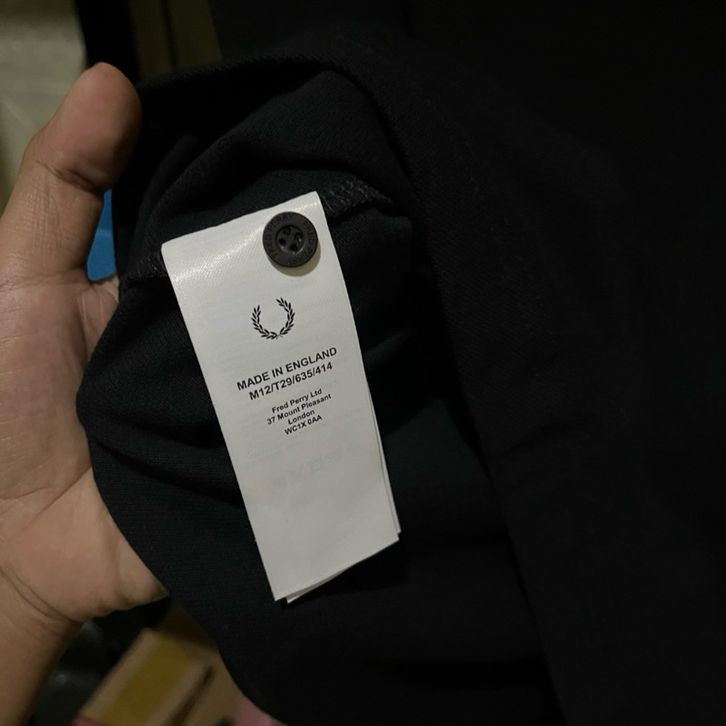 MADE IN ENGLAND
M12/T29/635/414
Fred Perry Ltd
37 Mount Pleasant
London
WC1X 0AA